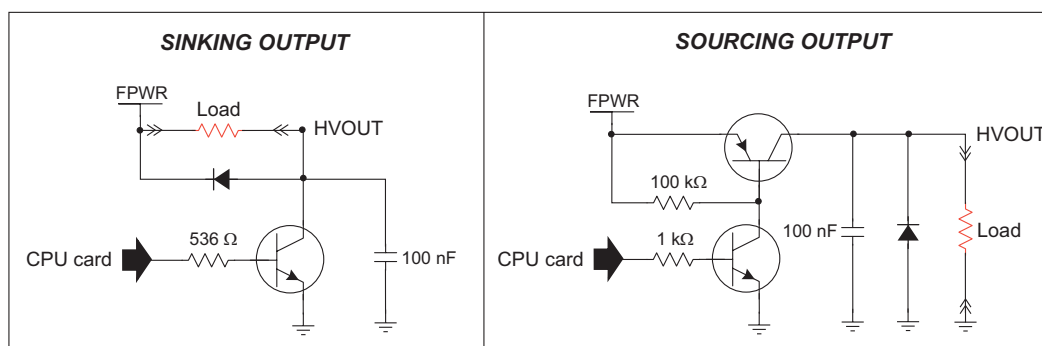 SINKING OUTPUT
FPWR
Load
HVOUT
536 Ω
CPU card
100 nF
SOURCING OUTPUT
FPWR
HVOUT
100 kΩ
100 nF
Load
1 kΩ
CPU card